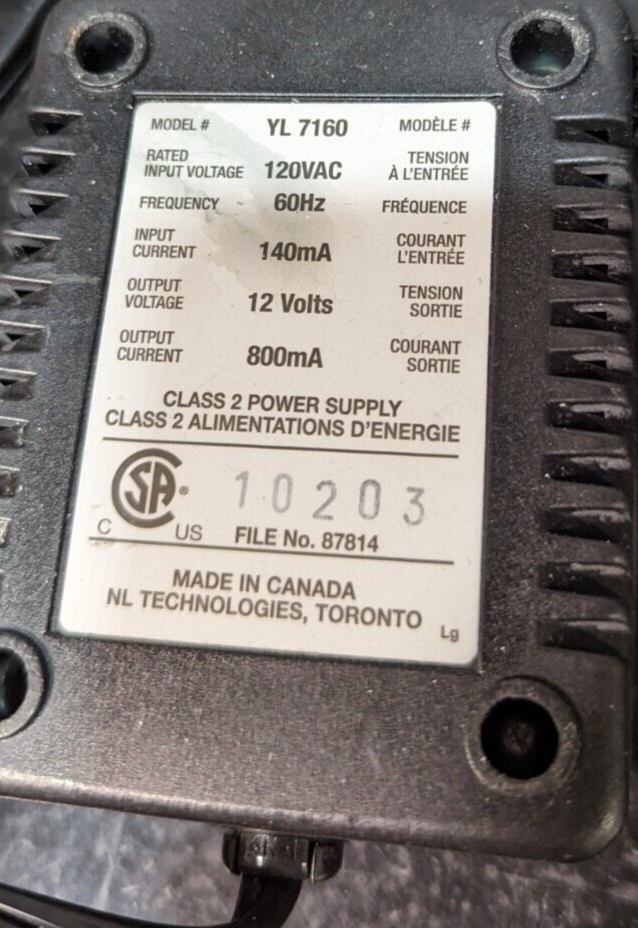 MODEL # YL 7160 MODÈLE #
RATED INPUT VOLTAGE 120VAC TENSION À L'ENTRÉE
FREQUENCY 60Hz FRÉQUENCE
INPUT CURRENT 140mA COURANT L'ENTRÉE
OUTPUT VOLTAGE 12 Volts TENSION SORTIE
OUTPUT CURRENT 800mA COURANT SORTIE
CLASS 2 POWER SUPPLY
CLASS 2 ALIMENTATIONS D'ENERGIE
C SA® US 10203
FILE No. 87814
MADE IN CANADA
NL TECHNOLOGIES, TORONTO
Lg